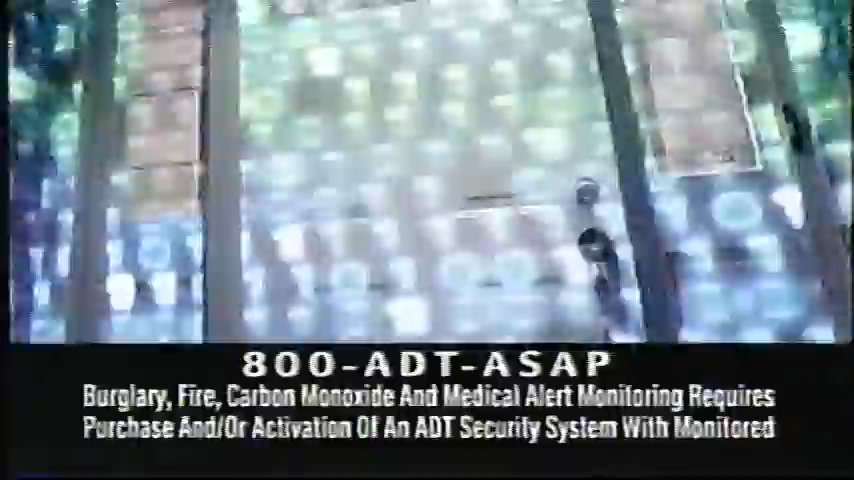 800-ADT-ASAP
Burglary, Fire, Carbon Monoxide And Medical Alert Monitoring Requires
Purchase And/Or Activation Of An ADT Security System With Monitored